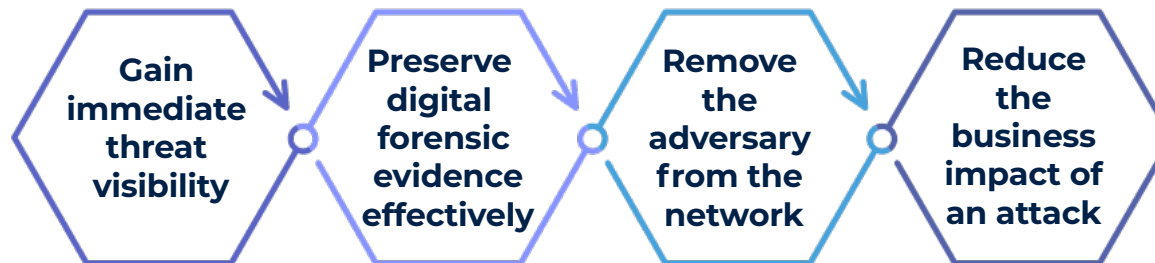 Gain
immediate
threat
visibility
Preserve
digital
forensic
evidence
effectively
Remove
the
adversary
from the
network
Reduce
the
business
impact of
an attack